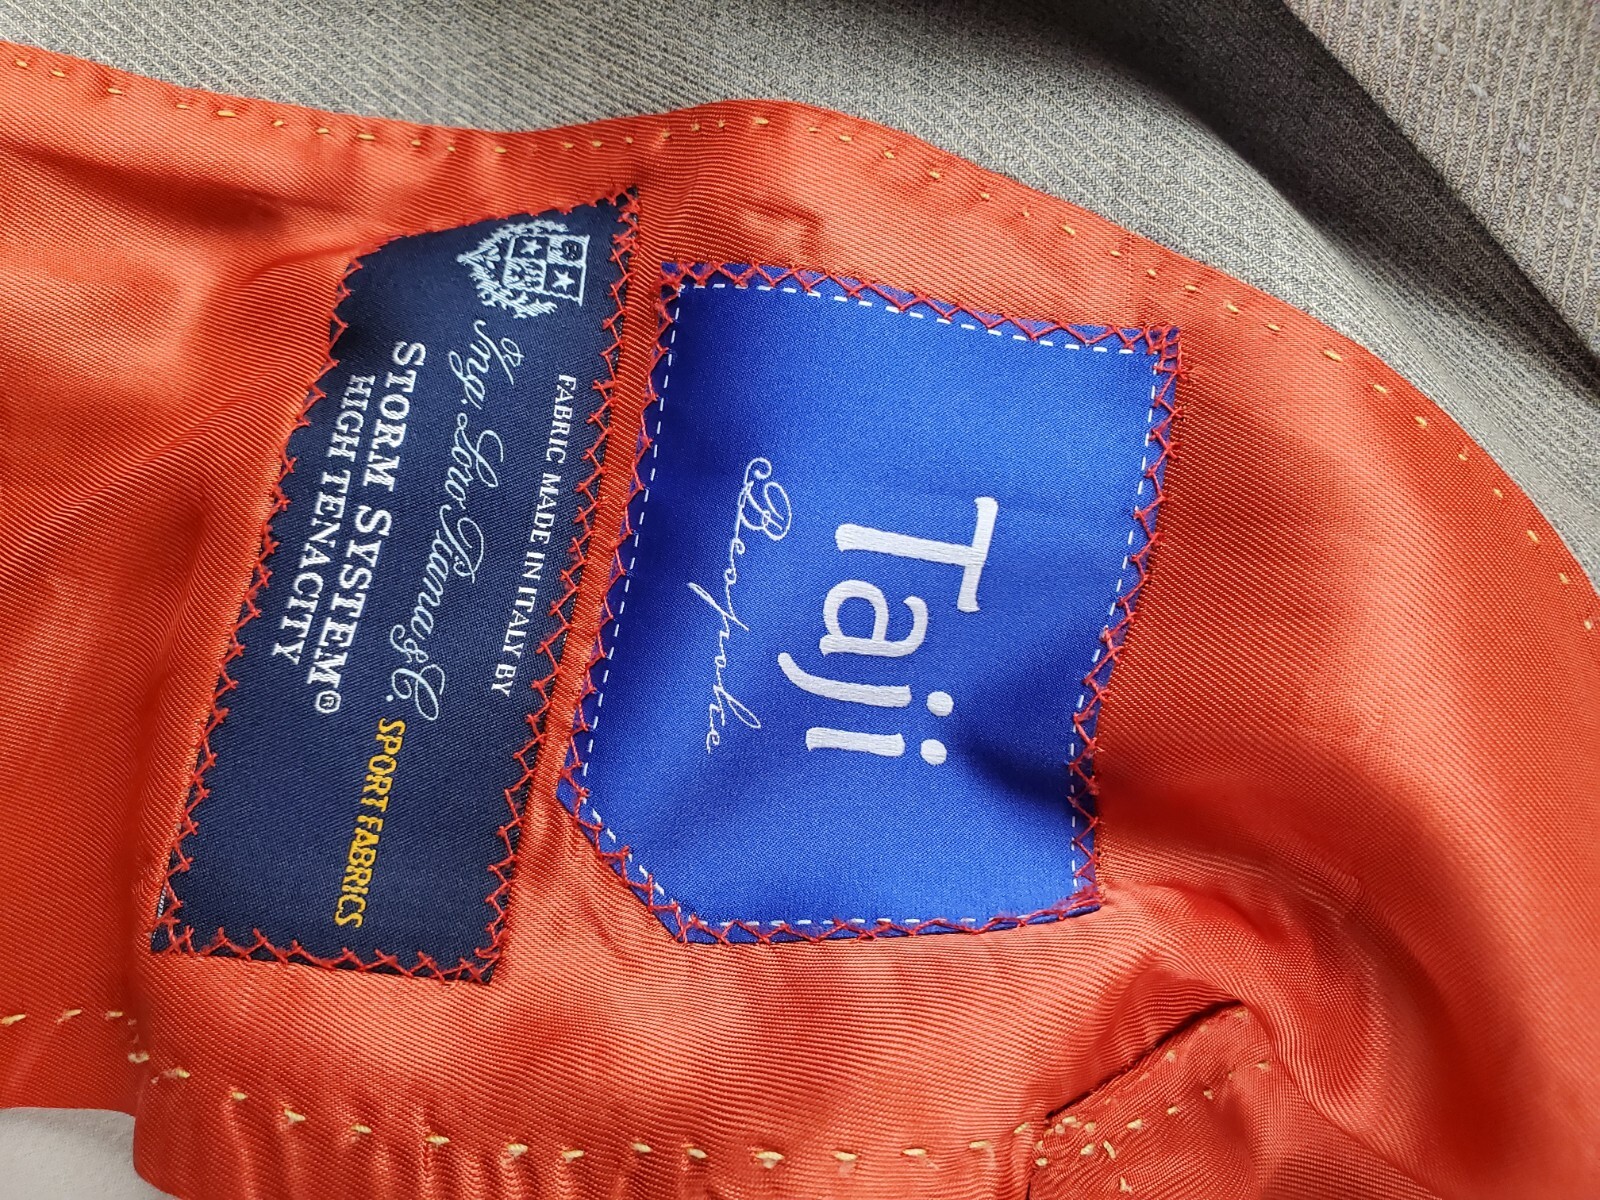 Taji
Bespoke
FABRIC MADE IN ITALY BY
Ing. Loro Piana & C.
STORM SYSTEM®
HIGH TENACITY
SPORT FABRICS